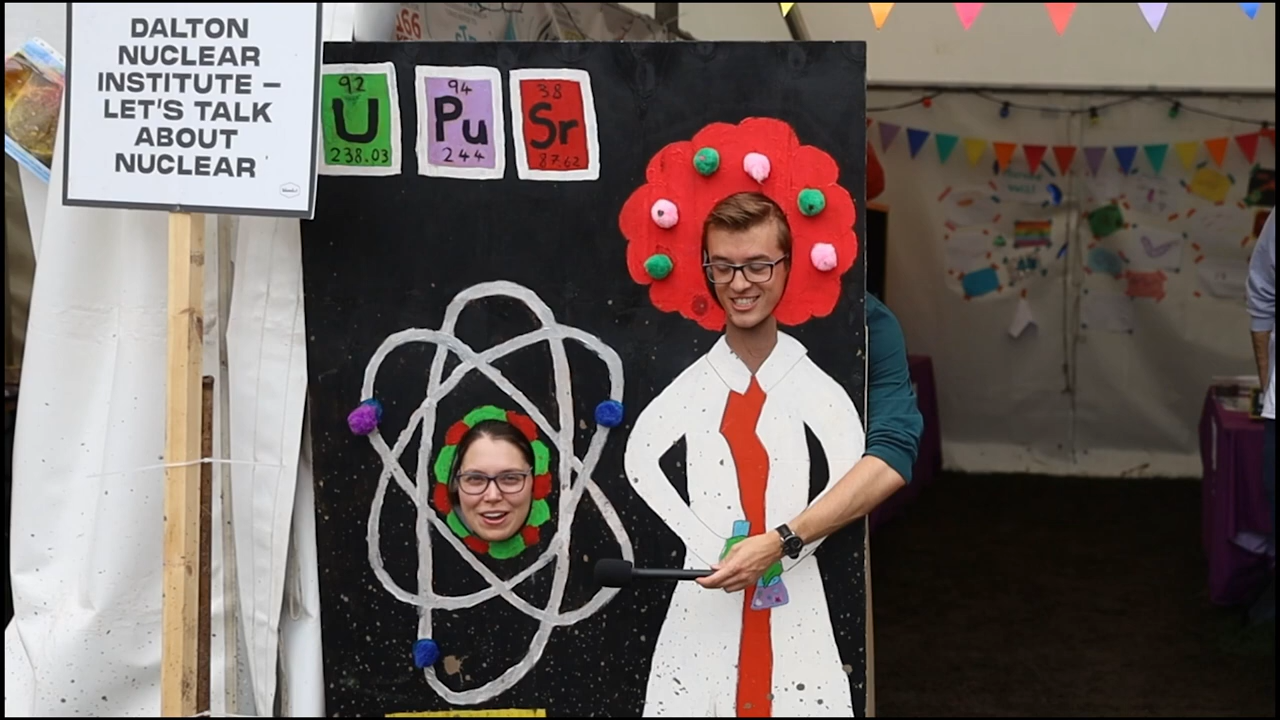 DALTON
NUCLEAR
INSTITUTE –
LET'S TALK
ABOUT
NUCLEAR
92
U
238.03
94
Pu
244
38
Sr
87.62